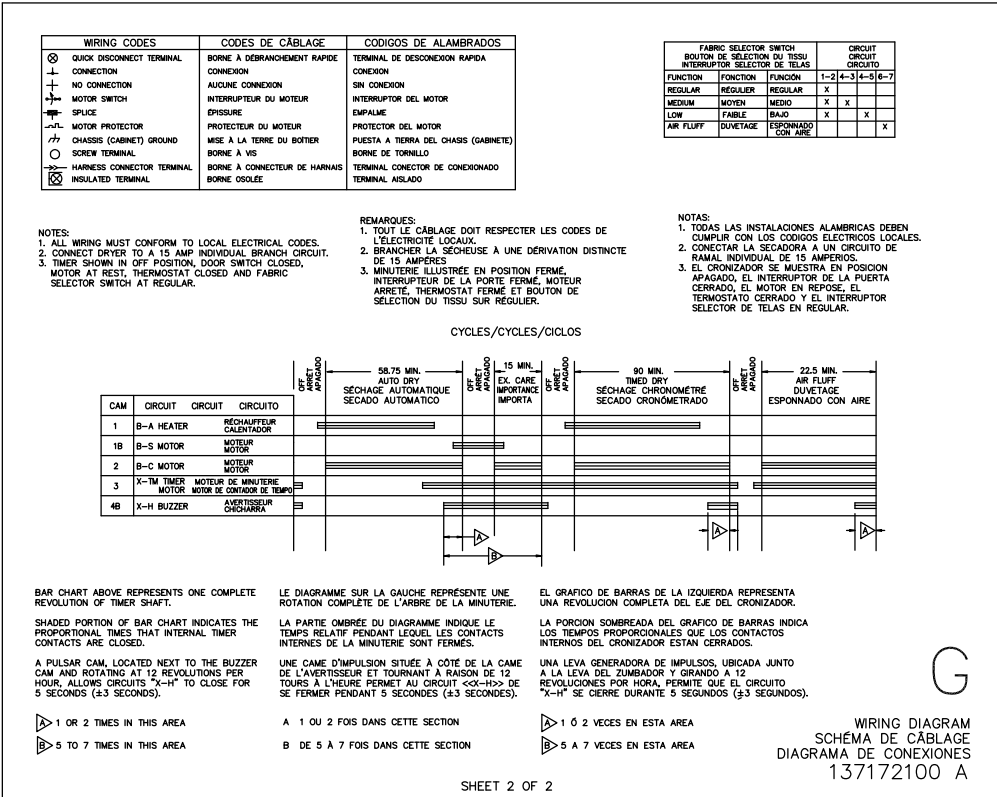 WIRING CODES CODES DE CÂBLAGE CODIGOS DE ALAMBRADOS
QUICK DISCONNECT TERMINAL BORNE À DÉBRANCHEMENT RAPIDE TERMINAL DE DESCONEXION RAPIDA
CONNECTION CONNEXION CONEXION
NO CONNECTION AUCUNE CONNEXION SIN CONEXION
MOTOR SWITCH INTERRUPTEUR DU MOTEUR INTERRUPTOR DEL MOTOR
SPLICE ÉPISSURE EMPALME
MOTOR PROTECTOR PROTECTEUR DU MOTEUR PROTECTOR DEL MOTOR
CHASSIS (CABINET) GROUND MISE À LA TERRE DU BOÎTIER PUESTA A TIERRA DEL CHASIS (GABINETE)
SCREW TERMINAL BORNE À VIS BORNE DE TORNILLO
HARNESS CONNECTOR TERMINAL BORNE À CONNECTEUR DE HARNAIS TERMINAL CONECTOR DE CONEXIONADO
INSULATED TERMINAL BORNE OSOLÉE TERMINAL AISLADO
FABRIC SELECTOR SWITCH CIRCUIT
BOUTON DE SÉLECTION DU TISSU CIRCUIT
INTERRUPTOR SELECTOR DE TELAS CIRCUITO
FUNCTION FONCTION FUNCIÓN 1-2 4-3 4-5 6-7
REGULAR RÉGULIER REGULAR X
MEDIUM MOYEN MEDIO X X
LOW FAIBLE BAJO X X
AIR FLUFF DUVETAGE ESPONNADO CON AIRE X
NOTES:
1. ALL WIRING MUST CONFORM TO LOCAL ELECTRICAL CODES.
2. CONNECT DRYER TO A 15 AMP INDIVIDUAL BRANCH CIRCUIT.
3. TIMER SHOWN IN OFF POSITION, DOOR SWITCH CLOSED,
MOTOR AT REST, THERMOSTAT CLOSED AND FABRIC
SELECTOR SWITCH AT REGULAR.
REMARQUES:
1. TOUT LE CÂBLAGE DOIT RESPECTER LES CODES DE
L'ÉLECTRICITÉ LOCAUX.
2. BRANCHER LA SÉCHEUSE À UNE DÉRIVATION DISTINCTE
DE 15 AMPÉRES
3. MINUTERIE ILLUSTRÉE EN POSITION FERMÉ,
INTERRUPTEUR DE LA PORTE FERMÉ, MOTEUR
ARRETÉ, THERMOSTAT FERMÉ ET BOUTON DE
SÉLECTION DU TISSU SUR RÉGULIER.
NOTAS:
1. TODAS LAS INSTALACIONES ALAMBRICAS DEBEN
CUMPLIR CON LOS CODIGOS ELECTRICOS LOCALES.
2. CONECTAR LA SECADORA A UN CIRCUITO DE
RAMAL INDIVIDUAL DE 15 AMPERIOS.
3. EL CRONIZADOR SE MUESTRA EN POSICION
APAGADO, EL INTERRUPTOR DE LA PUERTA
CERRADO, EL MOTOR EN REPOSE, EL
TERMOSTATO CERRADO Y EL INTERRUPTOR
SELECTOR DE TELAS EN REGULAR.
CYCLES/CYCLES/CICLOS
OFF
ARRÊT
APAGADO
58.75 MIN.
AUTO DRY
SÉCHAGE AUTOMATIQUE
SECADO AUTOMATICO
OFF
ARRÊT
APAGADO
15 MIN.
EX. CARE
IMPORTANCE
IMPORTA
OFF
ARRÊT
APAGADO
90 MIN.
TIMED DRY
SÉCHAGE CHRONOMÉTRÉ
SECADO CRONÓMETRADO
OFF
ARRÊT
APAGADO
22.5 MIN.
AIR FLUFF
DUVETAGE
ESPONNADO CON AIRE
CAM CIRCUIT CIRCUIT CIRCUITO
1 B-A HEATER RÉCHAUFFEUR CALENTADOR
1B B-S MOTOR MOTEUR MOTOR
2 B-C MOTOR MOTEUR MOTOR
3 X-TM TIMER MOTOR MOTEUR DE MINUTERIE MOTOR DE CONTADOR DE TEMPO
4B X-H BUZZER AVERTISSEUR CHICHARRA
A A A
B
BAR CHART ABOVE REPRESENTS ONE COMPLETE
REVOLUTION OF TIMER SHAFT.
SHADED PORTION OF BAR CHART INDICATES THE
PROPORTIONAL TIMES THAT INTERNAL TIMER
CONTACTS ARE CLOSED.
A PULSAR CAM, LOCATED NEXT TO THE BUZZER
CAM AND ROTATING AT 12 REVOLUTIONS PER
HOUR, ALLOWS CIRCUITS "X-H" TO CLOSE FOR
5 SECONDS (±3 SECONDS).
A 1 OR 2 TIMES IN THIS AREA
B 5 TO 7 TIMES IN THIS AREA
LE DIAGRAMME SUR LA GAUCHE REPRÉSENTE UNE
ROTATION COMPLÈTE DE L'ARBRE DE LA MINUTERIE.
LA PARTIE OMBRÉE DU DIAGRAMME INDIQUE LE
TEMPS RELATIF PENDANT LEQUEL LES CONTACTS
INTERNES DE LA MINUTERIE SONT FERMÉS.
UNE CAME D'IMPULSION SITUÉE À CÔTÉ DE LA CAME
DE L'AVERTISSEUR ET TOURNANT À RAISON DE 12
TOURS À L'HEURE PERMET AU CIRCUIT <<X-H>> DE
SE FERMER PENDANT 5 SECONDES (±3 SECONDES).
A 1 OU 2 FOIS DANS CETTE SECTION
B DE 5 À 7 FOIS DANS CETTE SECTION
EL GRAFICO DE BARRAS DE LA IZQUIERDA REPRESENTA
UNA REVOLUCION COMPLETA DEL EJE DEL CRONIZADOR.
LA PORCION SOMBREADA DEL GRAFICO DE BARRAS INDICA
LOS TIEMPOS PROPORCIONALES QUE LOS CONTACTOS
INTERNOS DEL CRONIZADOR ESTAN CERRADOS.
UNA LEVA GENERADORA DE IMPULSOS, UBICADA JUNTO
A LA LEVA DEL ZUMBADOR Y GIRANDO A 12
REVOLUCIONES POR HORA, PERMITE QUE EL CIRCUITO
"X-H" SE CIERRE DURANTE 5 SEGUNDOS (±3 SEGUNDOS).
A 1 Ó 2 VECES EN ESTA AREA
B 5 A 7 VECES EN ESTA AREA
G
WIRING DIAGRAM
SCHÉMA DE CÂBLAGE
DIAGRAMA DE CONEXIONES
137172100 A
SHEET 2 OF 2